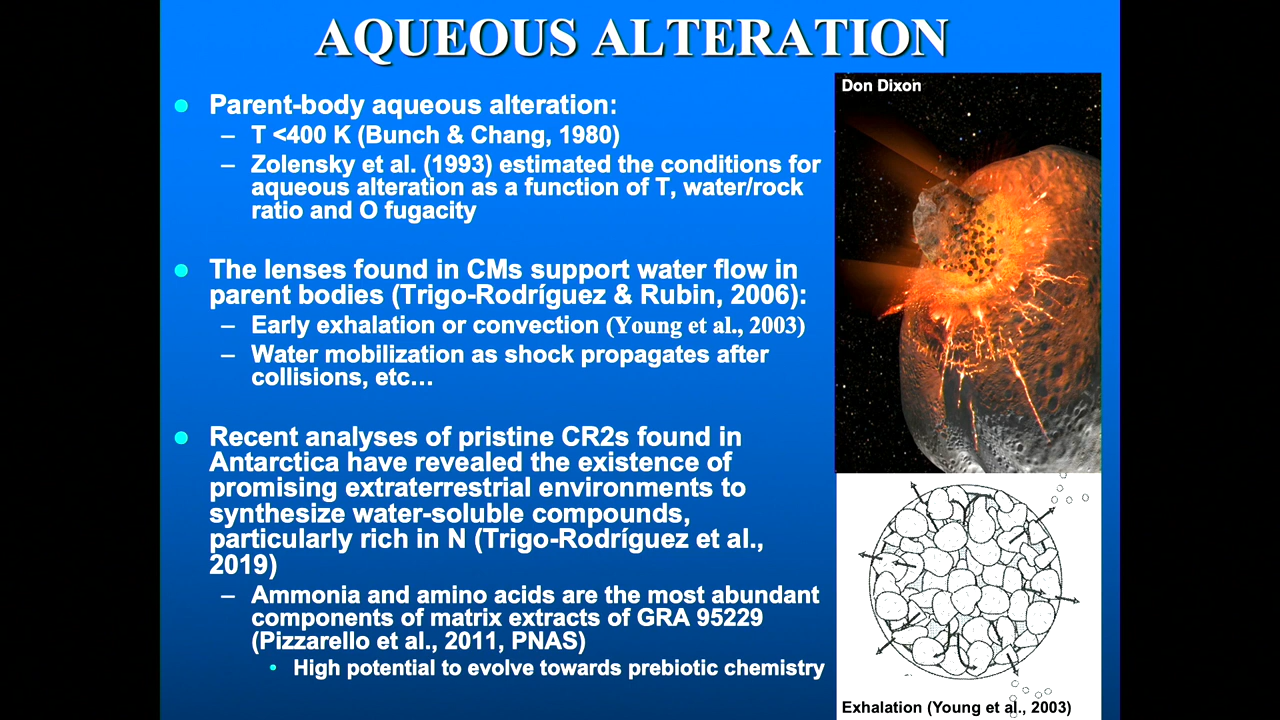 AQUEOUS ALTERATION
Don Dixon
● Parent-body aqueous alteration:
– T <400 K (Bunch & Chang, 1980)
– Zolensky et al. (1993) estimated the conditions for
aqueous alteration as a function of T, water/rock
ratio and O fugacity
● The lenses found in CMs support water flow in
parent bodies (Trigo-Rodríguez & Rubin, 2006):
– Early exhalation or convection (Young et al., 2003)
– Water mobilization as shock propagates after
collisions, etc…
● Recent analyses of pristine CR2s found in
Antarctica have revealed the existence of
promising extraterrestrial environments to
synthesize water-soluble compounds,
particularly rich in N (Trigo-Rodríguez et al.,
2019)
– Ammonia and amino acids are the most abundant
components of matrix extracts of GRA 95229
(Pizzarello et al., 2011, PNAS)
• High potential to evolve towards prebiotic chemistry
Exhalation (Young et al., 2003)